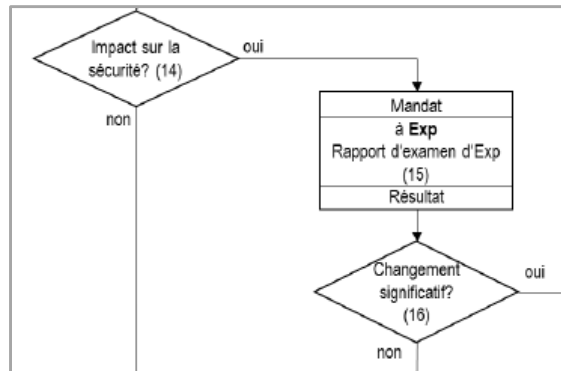 Impact sur la
sécurité? (14)
oui
non
Mandat
à Exp
Rapport d'examen d'Exp
(15)
Résultat
Changement
significatif?
(16)
oui
non